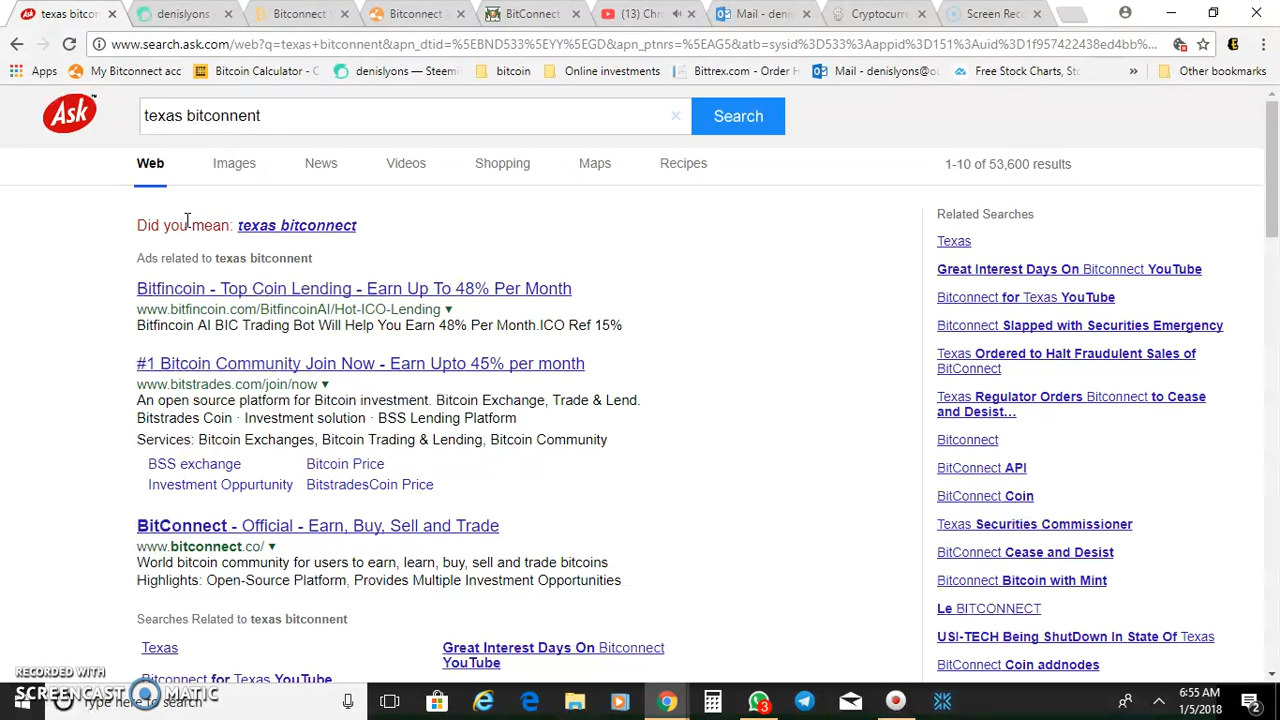 texas bitcon
denislyons -
Bitconnect S
Bitconnect
BitConnect
(13) Chr
Mail - denis
Cryptocurre
Screen Reco
www.search.ask.com/web?q=texas+bitconnent&apn_dtid=%5EBND533%5EYY%5EGD&apn_ptnrs=%5EAG5&atb=sysid%3D533%3Aappid%3D151%3Auid%3D1f957422438ed4bb%...
Apps
My Bitconnect acc
Bitcoin Calculator - C
denislyons — Steemi
bitcoin
Online investments
Bittrex.com - Order H
Mail - denislyons@ou
Free Stock Charts, St
»
Other bookmarks
Ask
texas bitconnent
×
Search
Web
Images
News
Videos
Shopping
Maps
Recipes
1-10 of 53,600 results
Did you mean: texas bitconnect
Ads related to texas bitconnent
Bitfincoin - Top Coin Lending - Earn Up To 48% Per Month
www.bitfincoin.com/BitfincoinAI/Hot-ICO-Lending
Bitfincoin AI BIC Trading Bot Will Help You Earn 48% Per Month.ICO Ref 15%
#1 Bitcoin Community Join Now - Earn Upto 45% per month
www.bitstrades.com/join/now
An open source platform for Bitcoin investment. Bitcoin Exchange, Trade & Lend.
Bitstrades Coin · Investment solution · BSS Lending Platform
Services: Bitcoin Exchanges, Bitcoin Trading & Lending, Bitcoin Community
BSS exchange
Bitcoin Price
Investment Oppurtunity
BitstradesCoin Price
BitConnect - Official - Earn, Buy, Sell and Trade
www.bitconnect.co/
World bitcoin community for users to earn, learn, buy, sell and trade bitcoins
Highlights: Open-Source Platform, Provides Multiple Investment Opportunities
Searches Related to texas bitconnent
Texas
Great Interest Days On Bitconnect
YouTube
Bitconnect for Texas YouTube
Related Searches
Texas
Great Interest Days On Bitconnect YouTube
Bitconnect for Texas YouTube
Bitconnect Slapped with Securities Emergency
Texas Ordered to Halt Fraudulent Sales of
BitConnect
Texas Regulator Orders Bitconnect to Cease
and Desist…
Bitconnect
BitConnect API
BitConnect Coin
Texas Securities Commissioner
BitConnect Cease and Desist
Bitconnect Bitcoin with Mint
Le BITCONNECT
USI-TECH Being ShutDown In State Of Texas
BitConnect Coin addnodes
RECORDED WITH
SCREENCAST MATIC
Type here to search
3
6:55 AM
1/5/2018
2